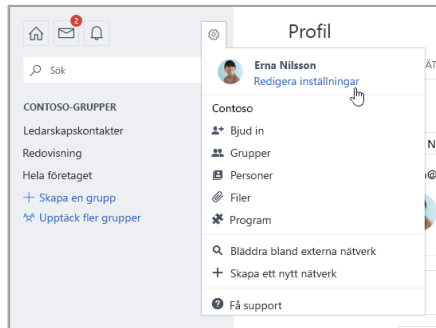 2
Profil
Sök
Erna Nilsson
Redigera inställningar
CONTOSO-GRUPPER
Ledarskapskontakter
Redovisning
Hela företaget
Skapa en grupp
Upptäck fler grupper
Contoso
Bjud in
Grupper
Personer
Filer
Program
Bläddra bland externa nätverk
Skapa ett nytt nätverk
Få support
ÄT
N
@